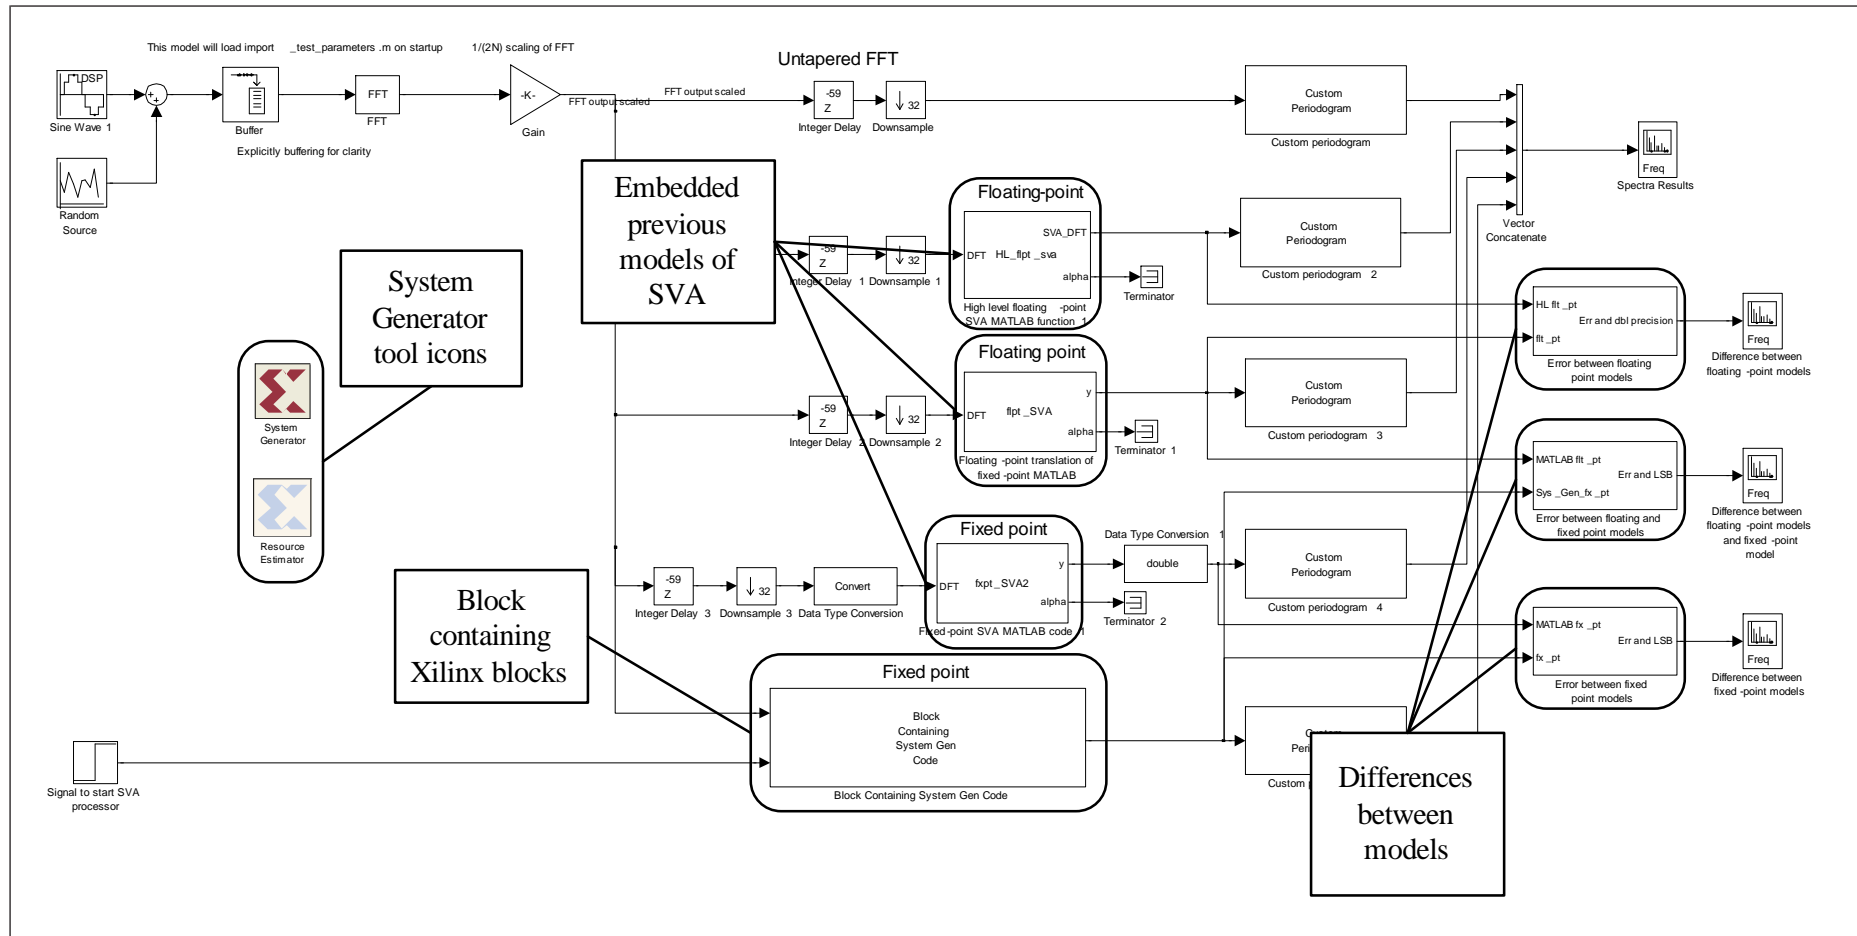 This model will load import _test_parameters .m on startup
1/(2N) scaling of FFT
Untapered FFT
DSP
Sine Wave 1
+
+
Buffer
FFT
FFT
-K-
Gain
FFT output scaled
FFT output scaled
-59
Z
Integer Delay
32
Downsample
Custom
Periodogram
Custom periodogram
Explicitly buffering for clarity
Random
Source
Freq
Spectra Results
Vector
Concatenate
Embedded
previous
models of
SVA
Floating-point
-59
Z
Integer Delay 1
32
Downsample 1
DFT
HL_flpt _sva
SVA_DFT
alpha
High level floating -point
SVA MATLAB function 1
Terminator
Custom
Periodogram
Custom periodogram 2
System
Generator
tool icons
System
Generator
Resource
Estimator
HL flt _pt
flt _pt
Err and dbl precision
Error between floating
point models
Freq
Difference between
floating -point models
Floating point
-59
Z
Integer Delay 2
32
Downsample 2
DFT
flpt _SVA
y
alpha
Floating -point translation of
fixed -point MATLAB
Terminator 1
Custom
Periodogram
Custom periodogram 3
MATLAB flt _pt
Sys _Gen_fx _pt
Err and LSB
Error between floating and
fixed point models
Freq
Difference between
floating -point models
and fixed -point
model
Fixed point
-59
Z
Integer Delay 3
32
Downsample 3
Convert
Data Type Conversion
DFT
fxpt _SVA2
y
alpha
Fixed-point SVA MATLAB code 1
Data Type Conversion 1
double
Terminator 2
Custom
Periodogram
Custom periodogram 4
MATLAB fx _pt
fx _pt
Err and LSB
Error between fixed
point models
Freq
Difference between
fixed -point models
Block
containing
Xilinx blocks
Fixed point
Block
Containing
System Gen
Code
Block Containing System Gen Code
Signal to start SVA
processor
Differences
between
models